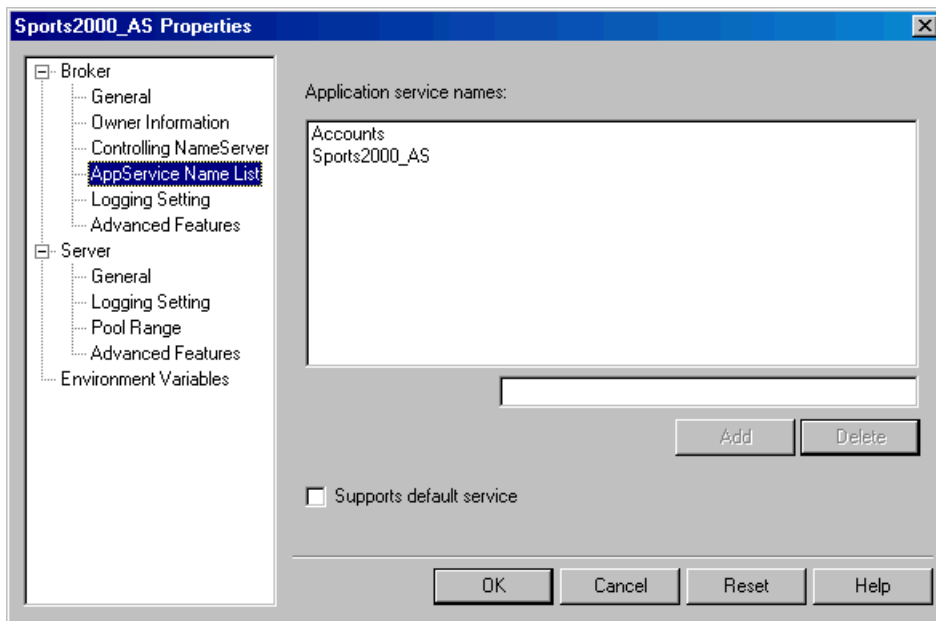 Sports2000_AS Properties
Broker
General
Owner Information
Controlling NameServer
AppService Name List
Logging Setting
Advanced Features
Server
General
Logging Setting
Pool Range
Advanced Features
Environment Variables
Application service names:
Accounts
Sports2000_AS
Add Delete
Supports default service
OK Cancel Reset Help